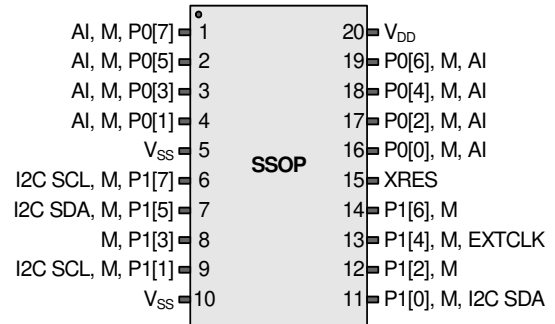 AI, M, P0[7] 1 20 VDD
AI, M, P0[5] 2 19 P0[6], M, AI
AI, M, P0[3] 3 18 P0[4], M, AI
AI, M, P0[1] 4 17 P0[2], M, AI
VSS 5 16 P0[0], M, AI
SSOP
I2C SCL, M, P1[7] 6 15 XRES
I2C SDA, M, P1[5] 7 14 P1[6], M
M, P1[3] 8 13 P1[4], M, EXTCLK
I2C SCL, M, P1[1] 9 12 P1[2], M
VSS 10 11 P1[0], M, I2C SDA